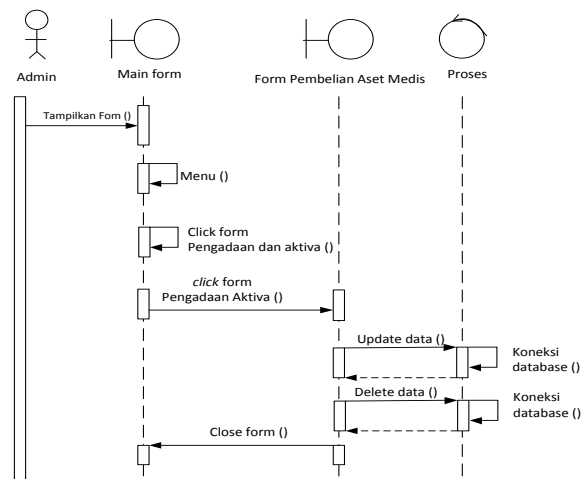 Admin
Main form
Form Pembelian Aset Medis
Proses
Tampilkan Fom ()
Menu ()
Click form
Pengadaan dan aktiva ()
click form
Pengadaan Aktiva ()
Update data ()
Koneksi
database ()
Delete data ()
Koneksi
database ()
Close form ()